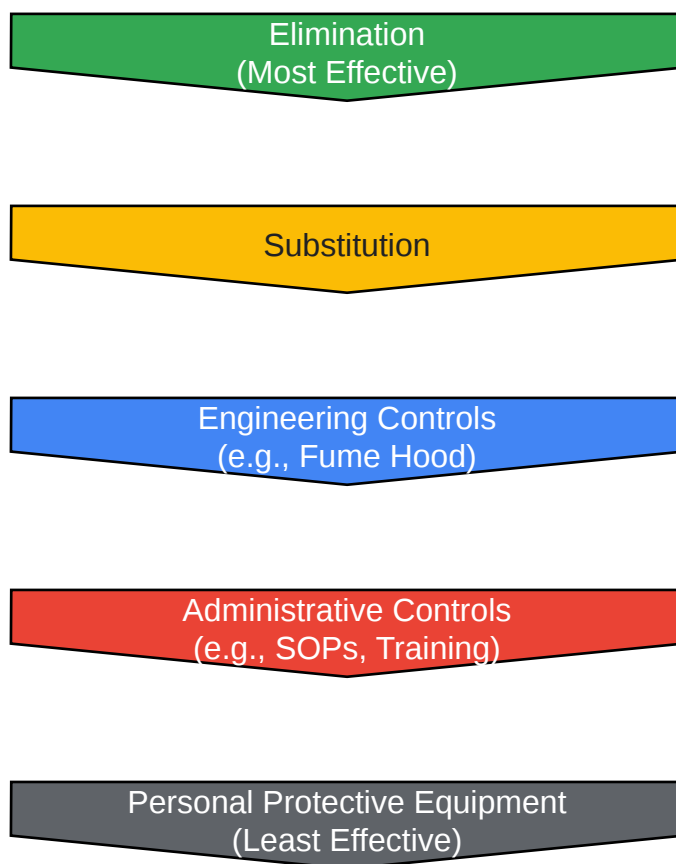 Elimination
(Most Effective)
Substitution
Engineering Controls
(e.g., Fume Hood)
Administrative Controls
(e.g., SOPs, Training)
Personal Protective Equipment
(Least Effective)